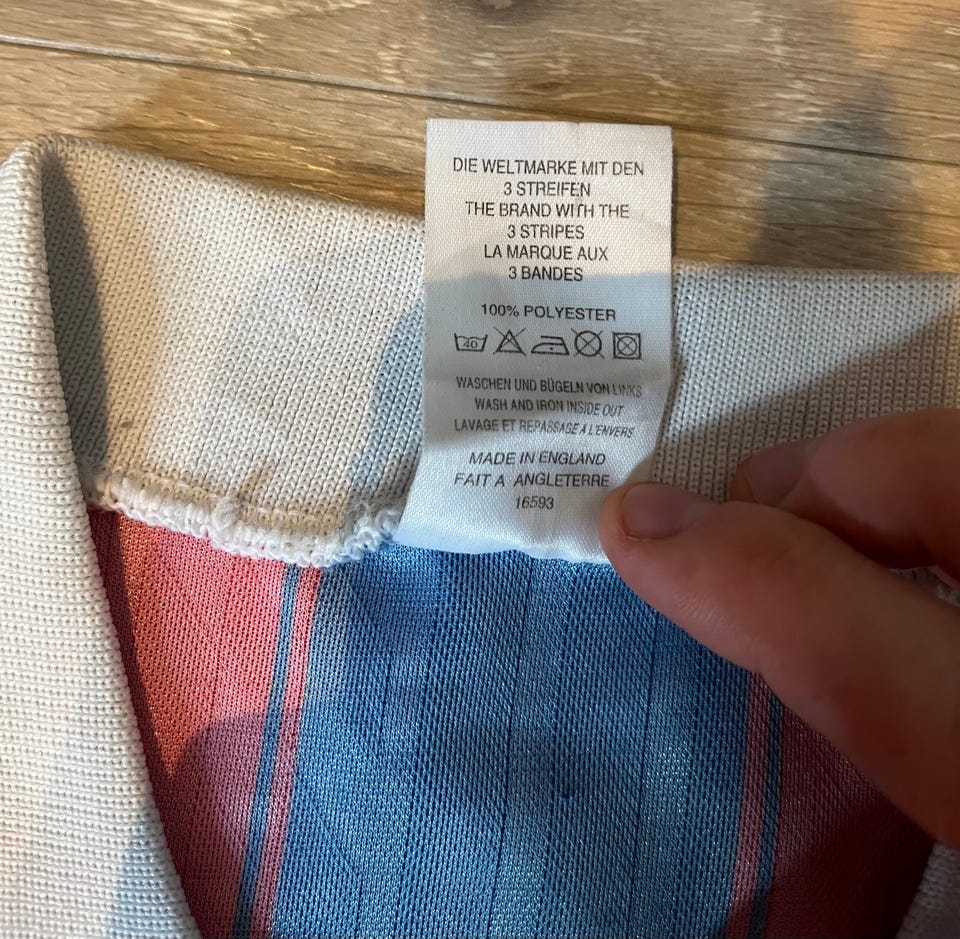 DIE WELTMARKE MIT DEN
3 STREIFEN
THE BRAND WITH THE
3 STRIPES
LA MARQUE AUX
3 BANDES
100% POLYESTER
40
WASCHEN UND BÜGELN VON LINKS
WASH AND IRON INSIDE OUT
LAVAGE ET REPASSAGE A L'ENVERS
MADE IN ENGLAND
FAIT A ANGLETERRE
16593